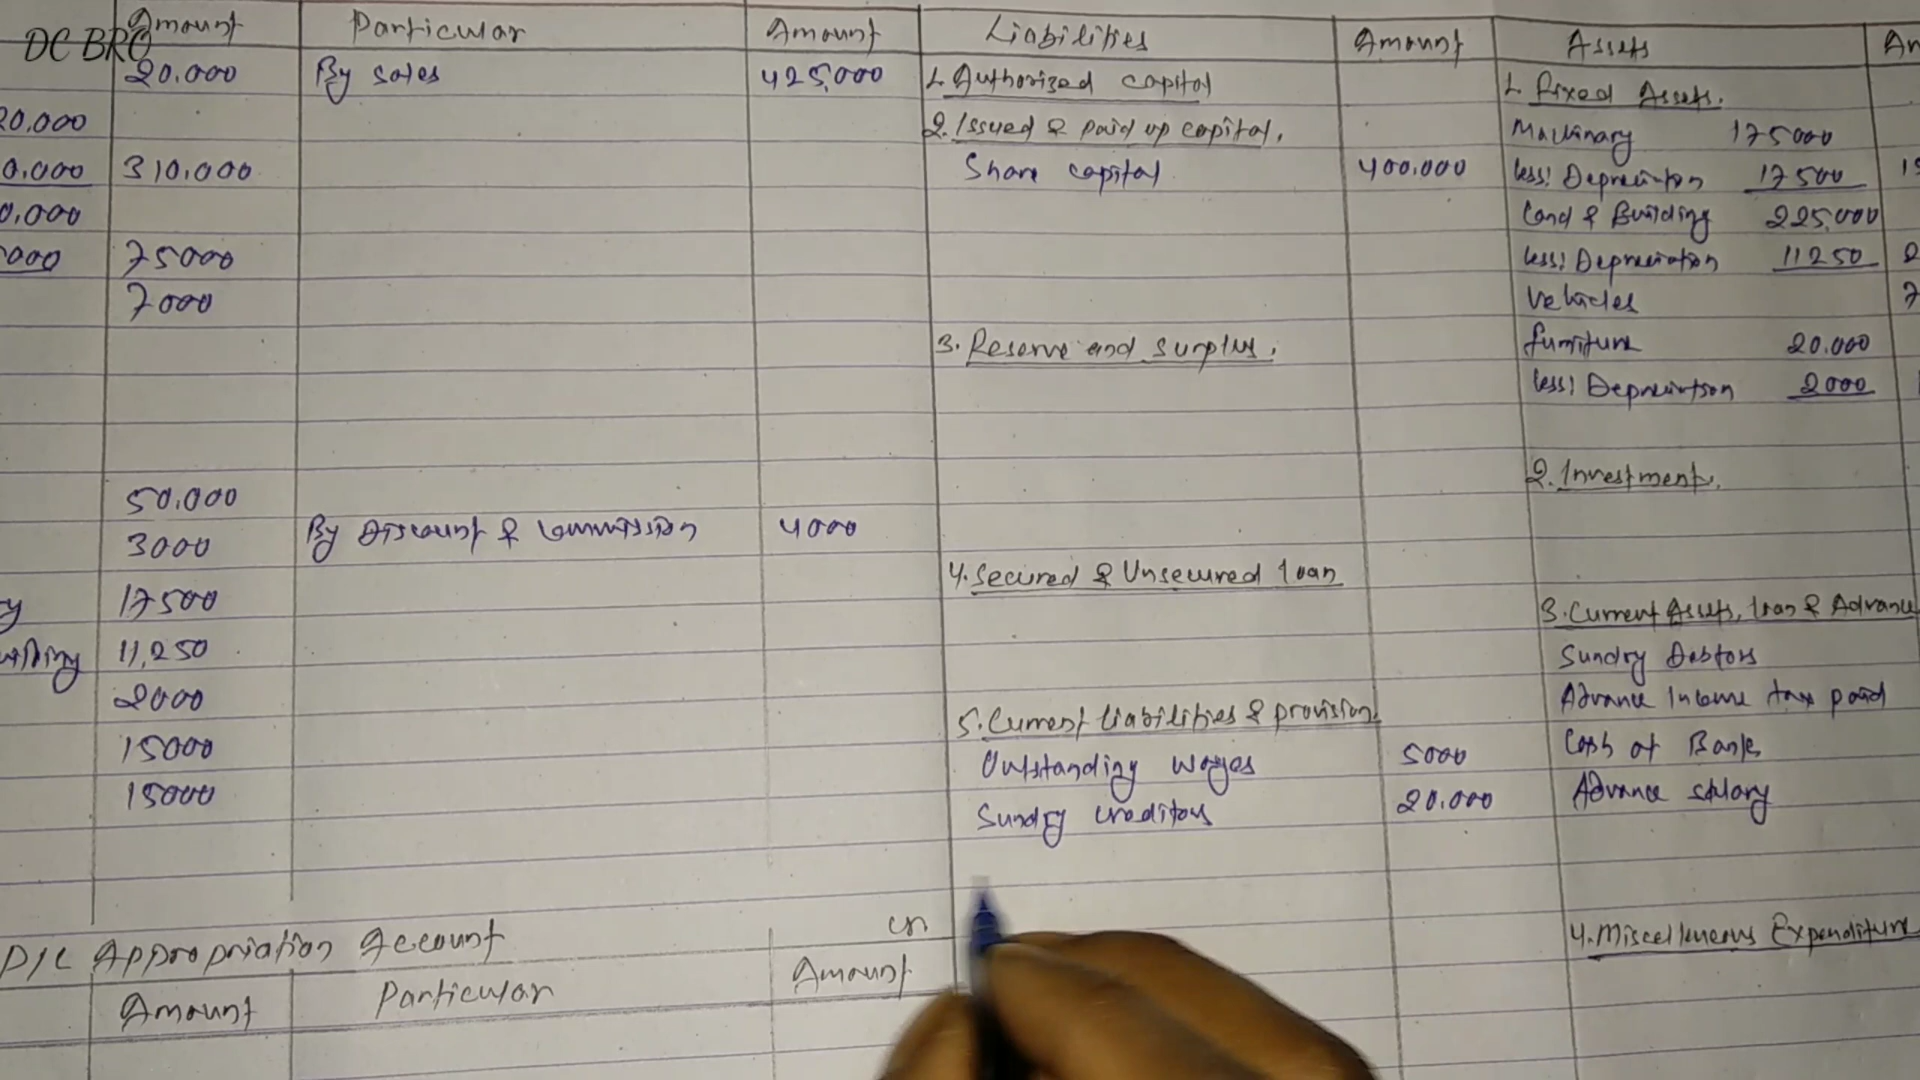 DC BRO
Amount Particular Amount Liabilities Amount Assets
20.000 By sales 425,000 1. Authorized capital 1. Fixed Assets.
20.000 2. Issued & paid up capital. Machinary 175000
0.000 310.000 Share capital 400.000 less: Depreciation 17500
0.000 Land & Building 225,000
000 75000 less: Depreciation 11250
7000 Vehicles
3. Reserve and surplus. furniture 20.000
less: Depreciation 2000
2. Investment.
50.000
3000 By Discount & commission 4000
4. Secured & Unsecured loan
17500 3. Current Assets, loan & Advance
11,250 Sundry Debtors
2000 5. Current liabilities & provision. Advance Income tax paid
15000 Outstanding wages 5000 Cash at Bank
15000 Sundry creditors 20.000 Advance salary
P/L Appropriation Account cr 4. Miscellenerus Expenditure
Amount Particular Amount